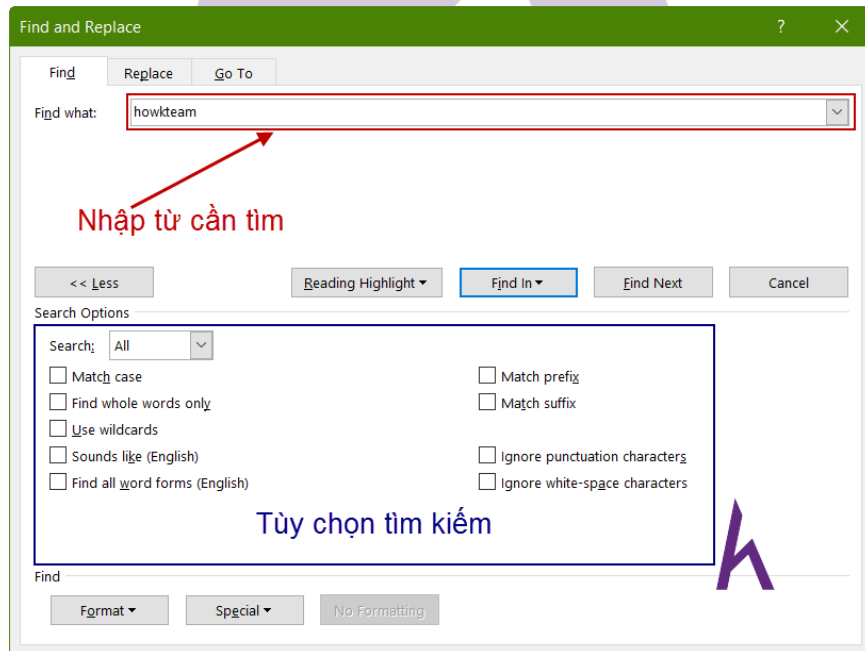 Find and Replace ? ×
Find Replace Go To
Find what: howkteam
Nhập từ cần tìm
<< Less Reading Highlight Find In Find Next Cancel
Search Options
Search: All
Match case Match prefix
Find whole words only Match suffix
Use wildcards
Sounds like (English) Ignore punctuation characters
Find all word forms (English) Ignore white-space characters
Tùy chọn tìm kiếm
Find
Format Special No Formatting